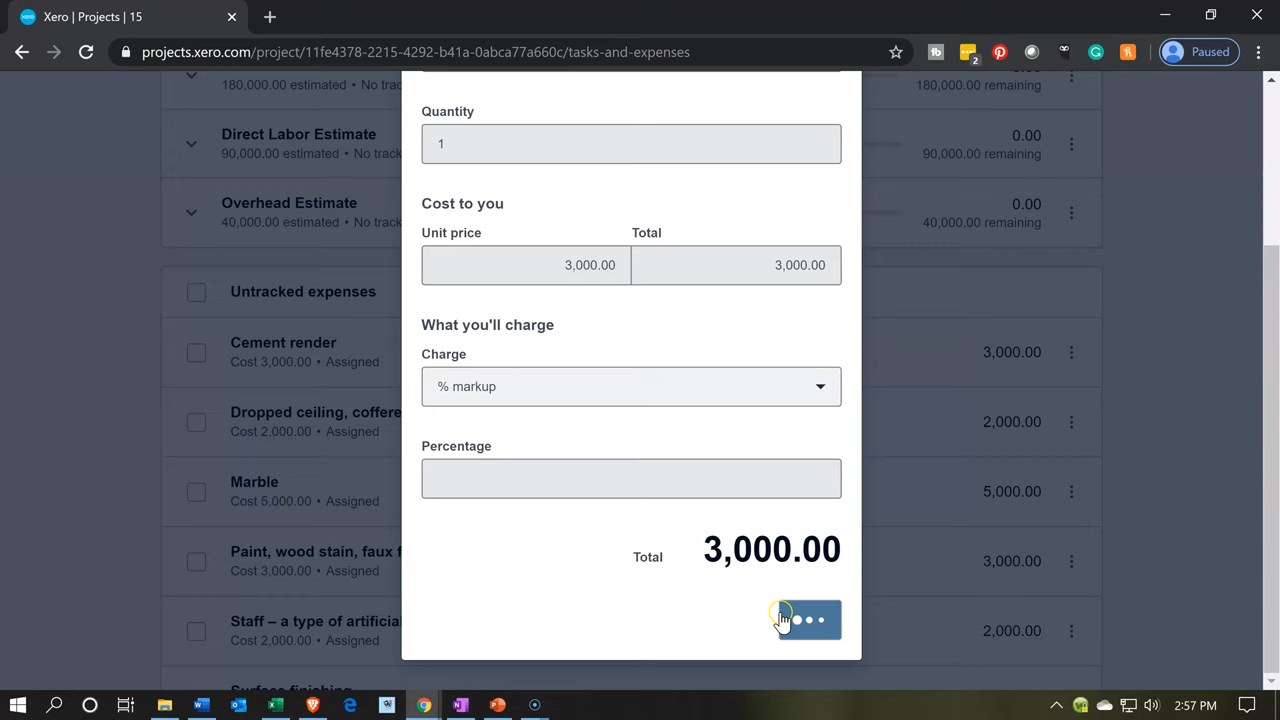 Xero | Projects | 15
projects.xero.com/project/11fe4378-2215-4292-b41a-0abca77a660c/tasks-and-expenses
2
Paused
180,000.00 estimated • No trac
180,000.00 remaining
Direct Labor Estimate
0.00
90,000.00 estimated • No track
90,000.00 remaining
Overhead Estimate
0.00
40,000.00 estimated • No track
40,000.00 remaining
Untracked expenses
Cement render
3,000.00
Cost 3,000.00 • Assigned
Dropped ceiling, coffere
2,000.00
Cost 2,000.00 • Assigned
Marble
5,000.00
Cost 5,000.00 • Assigned
Paint, wood stain, faux f
3,000.00
Cost 3,000.00 • Assigned
Staff – a type of artificia
2,000.00
Cost 2,000.00 • Assigned
Surface finishing
Quantity
1
Cost to you
Unit price Total
3,000.00 3,000.00
What you'll charge
Charge
% markup
Percentage
Total 3,000.00
2:57 PM